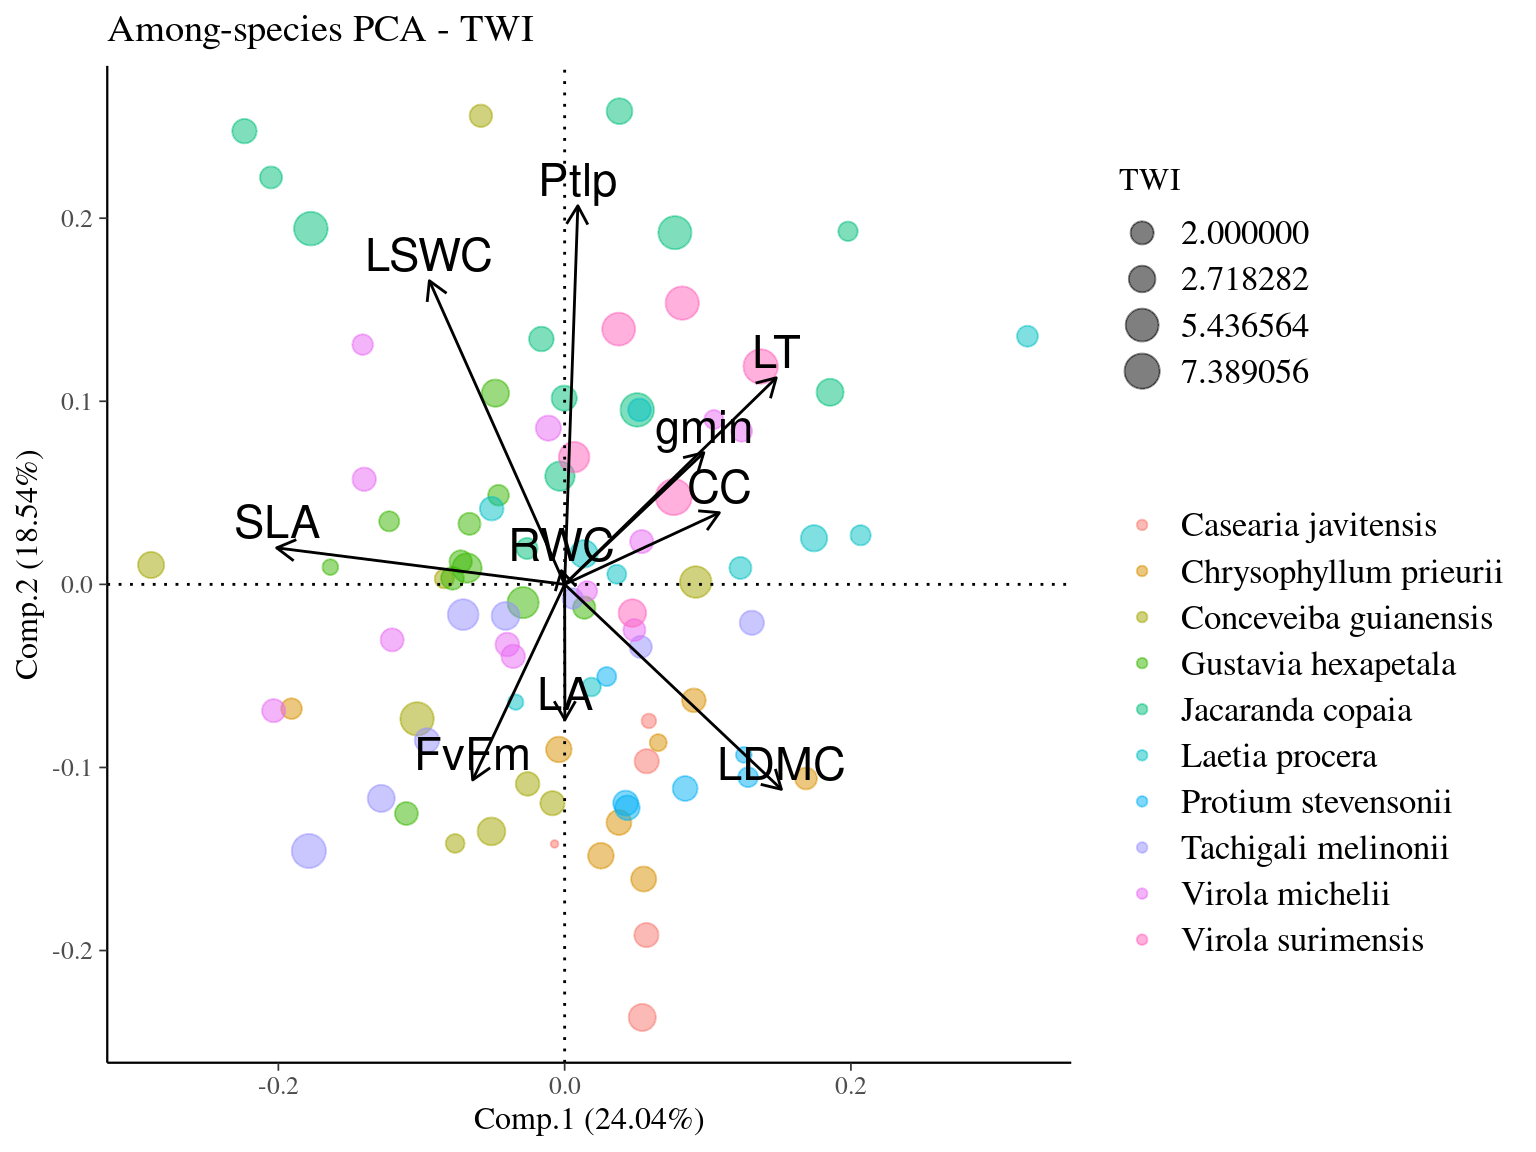 Among-species PCA - TWI
Ptlp
LSWC
LT
gmin
CC
SLA
RWC
LA
FvFm
LDMC
0.2
0.1
0.0
-0.1
-0.2
Comp.2 (18.54%)
-0.2
0.0
0.2
Comp.1 (24.04%)
TWI
2.000000
2.718282
5.436564
7.389056
Casearia javitensis
Chrysophyllum prieurii
Conceveiba guianensis
Gustavia hexapetala
Jacaranda copaia
Laetia procera
Protium stevensonii
Tachigali melinonii
Virola michelii
Virola surimensis